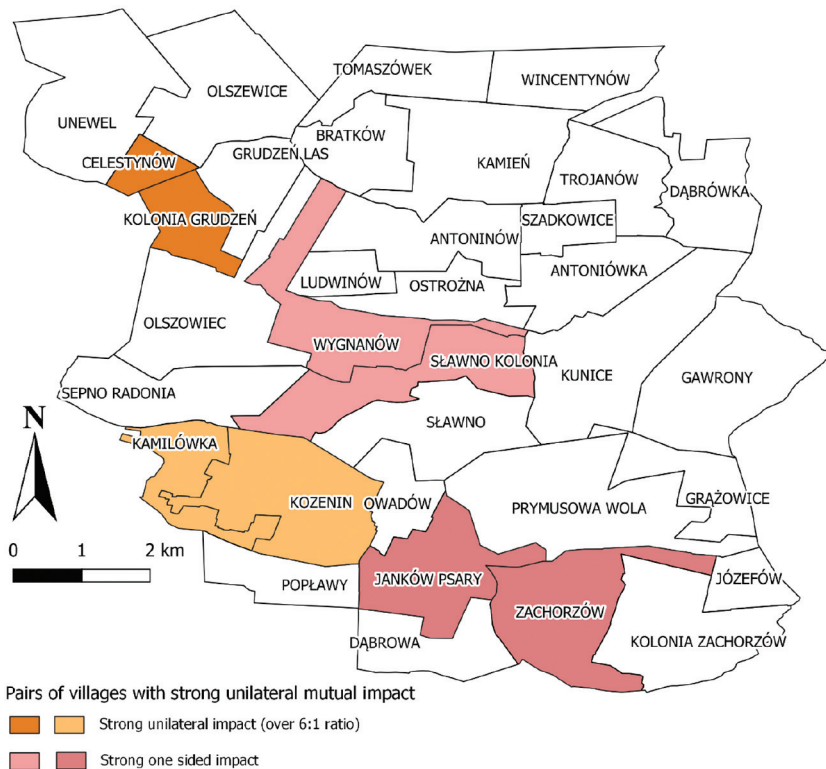 TOMASZÓWEK
WINCENTYNÓW
OLSZEWICE
UNEWEL
BRATKÓW
GRUDZEŃ LAS
CELESTYNÓW
KAMIEŃ
TROJANÓW
DĄBRÓWKA
KOLONIA GRUDZEŃ
SZADKOWICE
ANTONINÓW
ANTONIÓWKA
LUDWINÓW
OSTROŻNA
OLSZOWIEC
WYGNANÓW
SŁAWNO KOLONIA
KUNICE
GAWRONY
SEPNO RADONIA
SŁAWNO
N
KAMILÓWKA
KOZENIN
OWADÓW
PRYMUSOWA WOLA
GRĄŻOWICE
0 1 2 km
POPŁAWY
JANKÓW PSARY
JÓZEFÓW
ZACHORZÓW
DĄBROWA
KOLONIA ZACHORZÓW
Pairs of villages with strong unilateral mutual impact
Strong unilateral impact (over 6:1 ratio)
Strong one sided impact